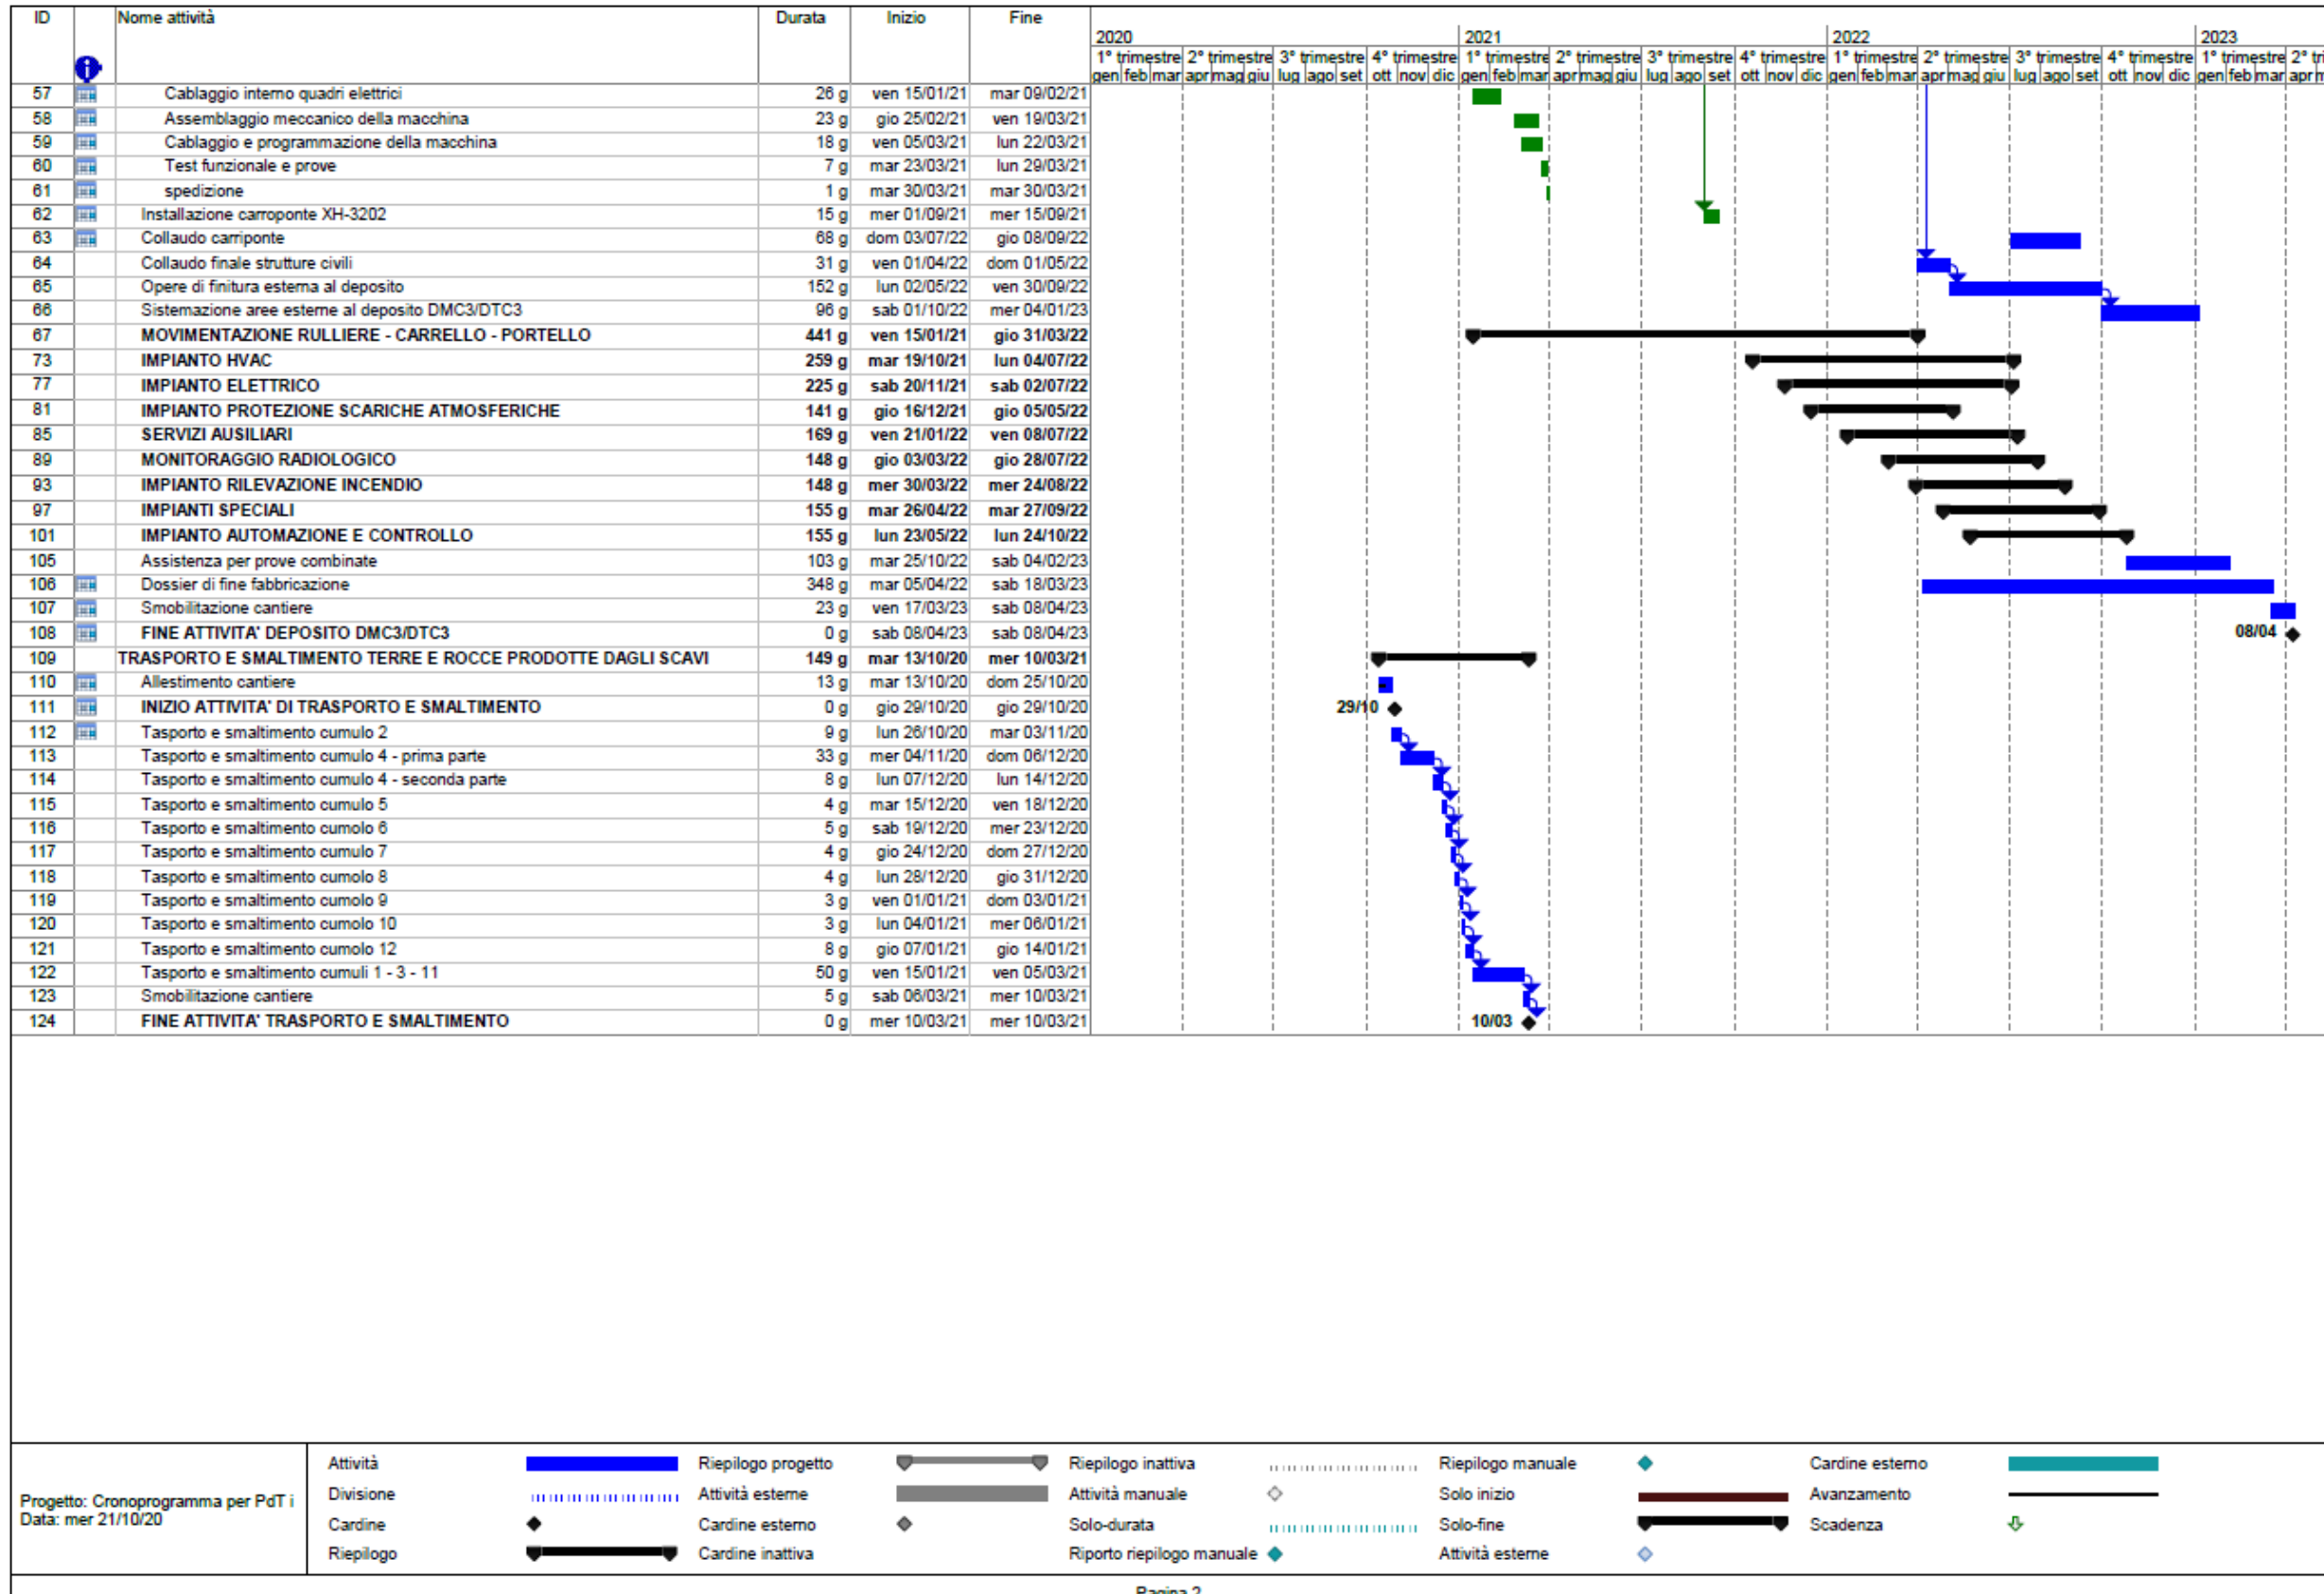 ID Nome attività Durata Inizio Fine
2020 2021 2022 2023
1° trimestre 2° trimestre 3° trimestre 4° trimestre 1° trimestre 2° trimestre 3° trimestre 4° trimestre 1° trimestre 2° trimestre 3° trimestre 4° trimestre 1° trimestre 2° tri
gen feb mar apr mag giu lug ago set ott nov dic gen feb mar apr mag giu lug ago set ott nov dic gen feb mar apr mag giu lug ago set ott nov dic gen feb mar apr m
57 Cablaggio interno quadri elettrici 26 g ven 15/01/21 mar 09/02/21
58 Assemblaggio meccanico della macchina 23 g gio 25/02/21 ven 19/03/21
59 Cablaggio e programmazione della macchina 18 g ven 05/03/21 lun 22/03/21
60 Test funzionale e prove 7 g mar 23/03/21 lun 29/03/21
61 spedizione 1 g mar 30/03/21 mar 30/03/21
62 Installazione carroponte XH-3202 15 g mer 01/09/21 mer 15/09/21
63 Collaudo carriponte 68 g dom 03/07/22 gio 08/09/22
64 Collaudo finale strutture civili 31 g ven 01/04/22 dom 01/05/22
65 Opere di finitura esterna al deposito 152 g lun 02/05/22 ven 30/09/22
66 Sistemazione aree esterne al deposito DMC3/DTC3 96 g sab 01/10/22 mer 04/01/23
67 MOVIMENTAZIONE RULLIERE - CARRELLO - PORTELLO 441 g ven 15/01/21 gio 31/03/22
73 IMPIANTO HVAC 259 g mar 19/10/21 lun 04/07/22
77 IMPIANTO ELETTRICO 225 g sab 20/11/21 sab 02/07/22
81 IMPIANTO PROTEZIONE SCARICHE ATMOSFERICHE 141 g gio 16/12/21 gio 05/05/22
85 SERVIZI AUSILIARI 169 g ven 21/01/22 ven 08/07/22
89 MONITORAGGIO RADIOLOGICO 148 g gio 03/03/22 gio 28/07/22
93 IMPIANTO RILEVAZIONE INCENDIO 148 g mer 30/03/22 mer 24/08/22
97 IMPIANTI SPECIALI 155 g mar 26/04/22 mar 27/09/22
101 IMPIANTO AUTOMAZIONE E CONTROLLO 155 g lun 23/05/22 lun 24/10/22
105 Assistenza per prove combinate 103 g mar 25/10/22 sab 04/02/23
106 Dossier di fine fabbricazione 348 g mar 05/04/22 sab 18/03/23
107 Smobilitazione cantiere 23 g ven 17/03/23 sab 08/04/23
108 FINE ATTIVITA' DEPOSITO DMC3/DTC3 0 g sab 08/04/23 sab 08/04/23 08/04
109 TRASPORTO E SMALTIMENTO TERRE E ROCCE PRODOTTE DAGLI SCAVI 149 g mar 13/10/20 mer 10/03/21
110 Allestimento cantiere 13 g mar 13/10/20 dom 25/10/20
111 INIZIO ATTIVITA' DI TRASPORTO E SMALTIMENTO 0 g gio 29/10/20 gio 29/10/20 29/10
112 Tasporto e smaltimento cumulo 2 9 g lun 26/10/20 mar 03/11/20
113 Tasporto e smaltimento cumulo 4 - prima parte 33 g mer 04/11/20 dom 06/12/20
114 Tasporto e smaltimento cumulo 4 - seconda parte 8 g lun 07/12/20 lun 14/12/20
115 Tasporto e smaltimento cumulo 5 4 g mar 15/12/20 ven 18/12/20
116 Tasporto e smaltimento cumolo 6 5 g sab 19/12/20 mer 23/12/20
117 Tasporto e smaltimento cumulo 7 4 g gio 24/12/20 dom 27/12/20
118 Tasporto e smaltimento cumolo 8 4 g lun 28/12/20 gio 31/12/20
119 Tasporto e smaltimento cumolo 9 3 g ven 01/01/21 dom 03/01/21
120 Tasporto e smaltimento cumolo 10 3 g lun 04/01/21 mer 06/01/21
121 Tasporto e smaltimento cumolo 12 8 g gio 07/01/21 gio 14/01/21
122 Tasporto e smaltimento cumuli 1 - 3 - 11 50 g ven 15/01/21 ven 05/03/21
123 Smobilitazione cantiere 5 g sab 06/03/21 mer 10/03/21
124 FINE ATTIVITA' TRASPORTO E SMALTIMENTO 0 g mer 10/03/21 mer 10/03/21 10/03
Progetto: Cronoprogramma per PdT i
Data: mer 21/10/20
Attività Riepilogo progetto Riepilogo inattiva Riepilogo manuale Cardine esterno
Divisione Attività esterne Attività manuale Solo inizio Avanzamento
Cardine Cardine esterno Solo-durata Solo-fine Scadenza
Riepilogo Cardine inattiva Riporto riepilogo manuale Attività esterne
Pagina 2